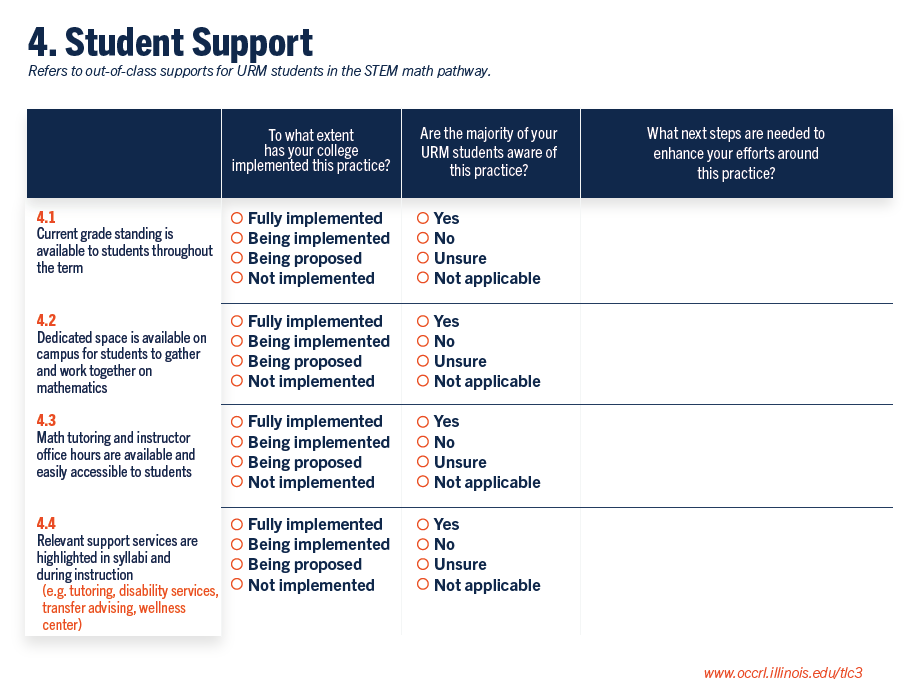 4. Student Support
Refers to out-of-class supports for URM students in the STEM math pathway.
To what extent
has your college
implemented this practice?
Are the majority of your
URM students aware of
this practice?
What next steps are needed to
enhance your efforts around
this practice?
4.1
Current grade standing is
available to students throughout
the term
Fully implemented
Being implemented
Being proposed
Not implemented
Yes
No
Unsure
Not applicable
4.2
Dedicated space is available on
campus for students to gather
and work together on
mathematics
Fully implemented
Being implemented
Being proposed
Not implemented
Yes
No
Unsure
Not applicable
4.3
Math tutoring and instructor
office hours are available and
easily accessible to students
Fully implemented
Being implemented
Being proposed
Not implemented
Yes
No
Unsure
Not applicable
4.4
Relevant support services are
highlighted in syllabi and
during instruction
(e.g. tutoring, disability services,
transfer advising, wellness
center)
Fully implemented
Being implemented
Being proposed
Not implemented
Yes
No
Unsure
Not applicable
www.occrl.illinois.edu/tlc3